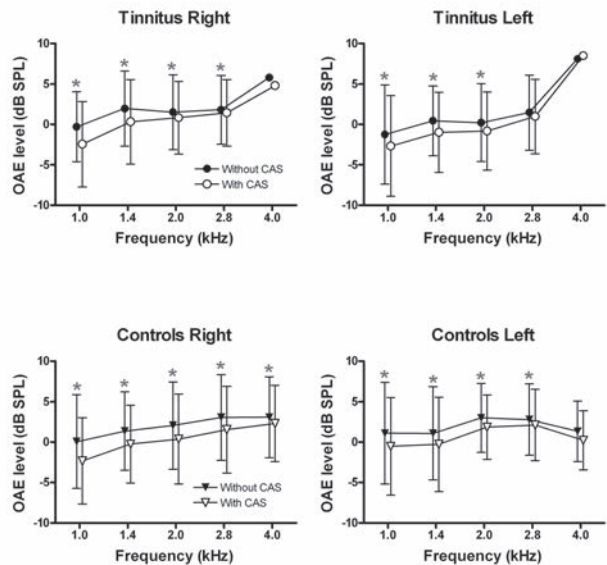 Tinnitus Right
OAE level (dB SPL)
10
5
0
-5
-10
* * * *
Without CAS
With CAS
1.0 1.4 2.0 2.8 4.0
Frequency (kHz)
Tinnitus Left
OAE level (dB SPL)
10
5
0
-5
-10
* * *
1.0 1.4 2.0 2.8 4.0
Frequency (kHz)
Controls Right
OAE level (dB SPL)
10
5
0
-5
-10
* * * * *
Without CAS
With CAS
1.0 1.4 2.0 2.8 4.0
Frequency (kHz)
Controls Left
OAE level (dB SPL)
10
5
0
-5
-10
* * * *
1.0 1.4 2.0 2.8 4.0
Frequency (kHz)